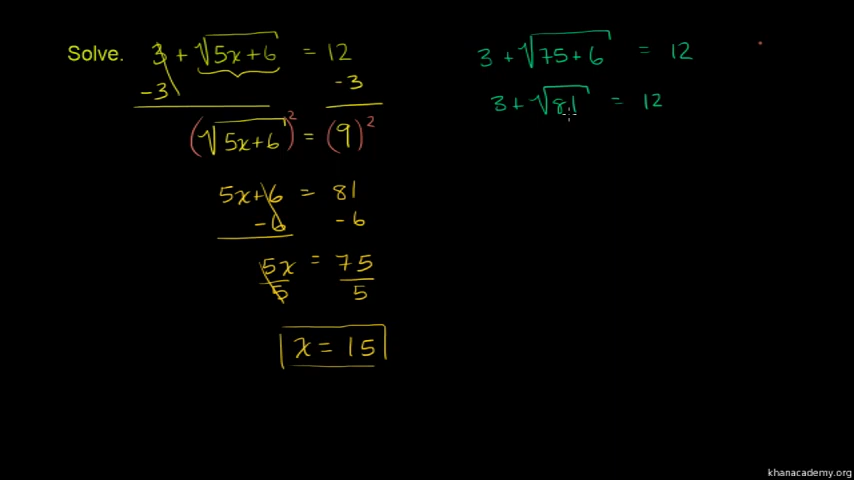 Solve. 3 + √5x+6 = 12
-3 -3
(√5x+6)² = (9)²
5x+6 = 81
-6 -6
5x = 75
5 5
x = 15
3 + √75+6 = 12
3 + √81 = 12
khanacademy.org